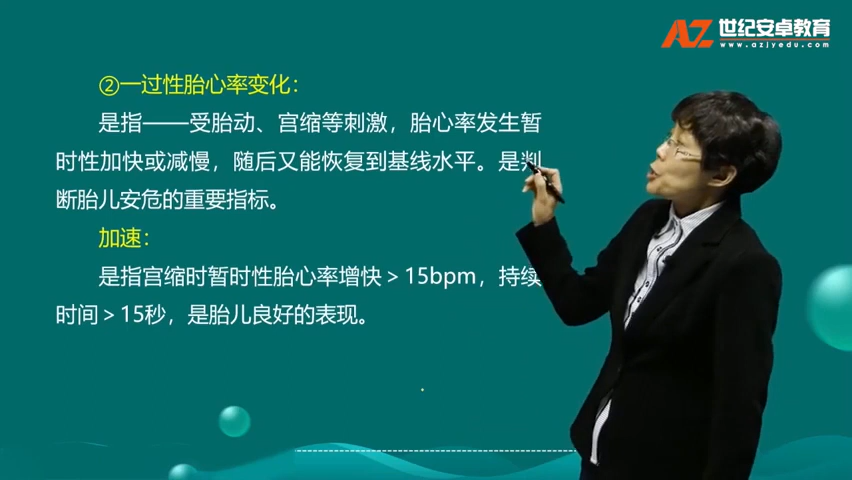 AZ 世纪安卓教育
www.azjyedu.com
②一过性胎心率变化：
是指——受胎动、宫缩等刺激，胎心率发生暂
时性加快或减慢，随后又能恢复到基线水平。是判
断胎儿安危的重要指标。
加速：
是指宫缩时暂时性胎心率增快＞15bpm，持续
时间＞15秒，是胎儿良好的表现。